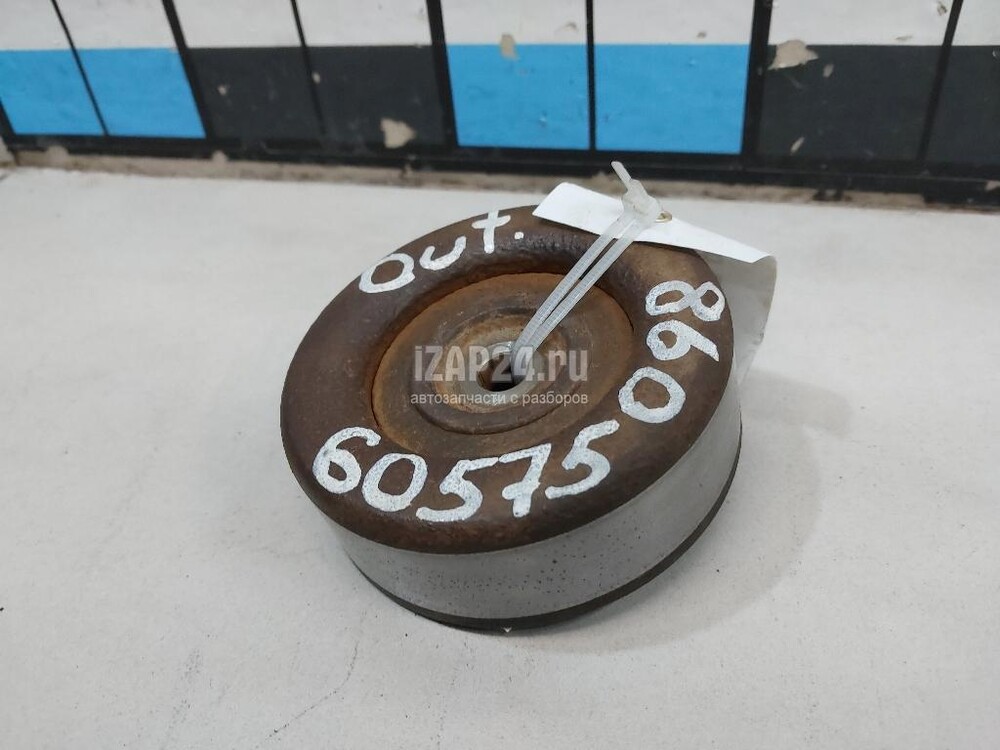 Out.
60575098
iZAP24.ru
автозапчасти с разборов